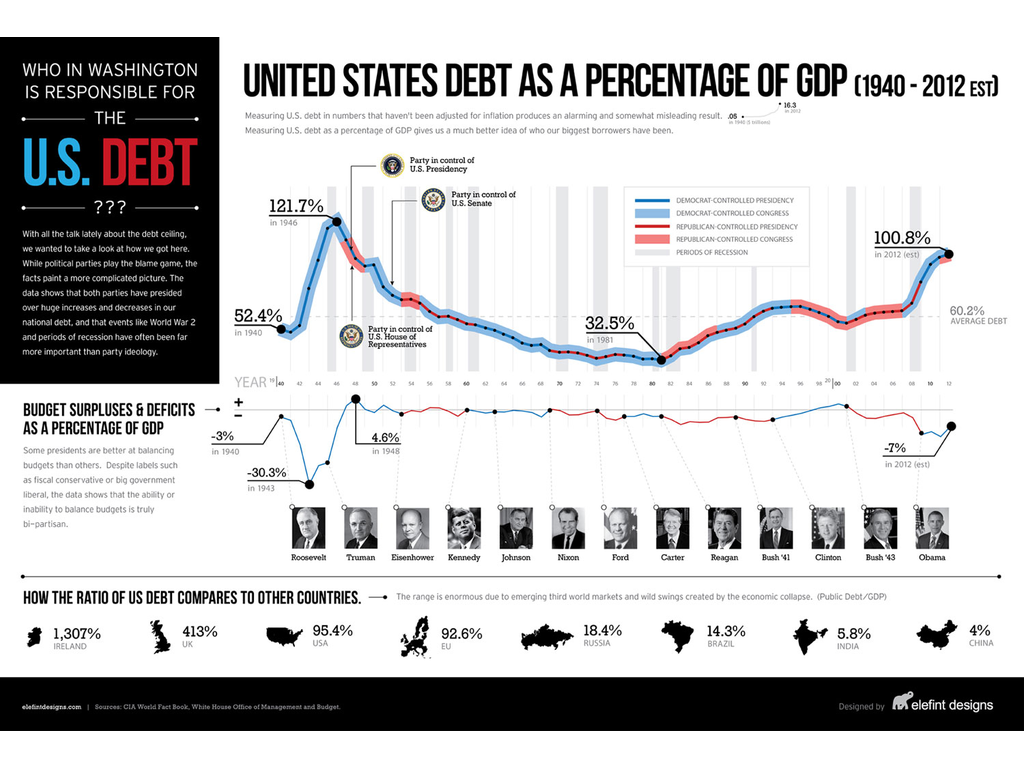 WHO IN WASHINGTON
IS RESPONSIBLE FOR
THE
U.S. DEBT
???
With all the talk lately about the debt ceiling,
we wanted to take a look at how we got here.
While political parties play the blame game, the
facts paint a more complicated picture. The
data shows that both parties have presided
over huge increases and decreases in our
national debt, and that events like World War 2
and periods of recession have often been far
more important than party ideology.
UNITED STATES DEBT AS A PERCENTAGE OF GDP (1940 - 2012 EST)
Measuring U.S. debt in numbers that haven't been adjusted for inflation produces an alarming and somewhat misleading result.
Measuring U.S. debt as a percentage of GDP gives us a much better idea of who our biggest borrowers have been.
.05
in 1940 ($ trillions)
16.3
in 2012
Party in control of
U.S. Presidency
Party in control of
U.S. Senate
Party in control of
U.S. House of
Representatives
DEMOCRAT-CONTROLLED PRESIDENCY
DEMOCRAT-CONTROLLED CONGRESS
REPUBLICAN-CONTROLLED PRESIDENCY
REPUBLICAN-CONTROLLED CONGRESS
PERIODS OF RECESSION
121.7%
in 1946
52.4%
in 1940
32.5%
in 1981
100.8%
in 2012 (est)
60.2%
AVERAGE DEBT
YEAR 19 40 42 44 46 48 50 52 54 56 58 60 62 64 66 68 70 72 74 76 78 80 82 84 86 88 90 92 94 96 98 20 00 02 04 06 08 10 12
BUDGET SURPLUSES & DEFICITS
AS A PERCENTAGE OF GDP
Some presidents are better at balancing
budgets than others. Despite labels such
as fiscal conservative or big government
liberal, the data shows that the ability or
inability to balance budgets is truly
bi-partisan.
+
−
-3%
in 1940
-30.3%
in 1943
4.6%
in 1948
-7%
in 2012 (est)
Roosevelt Truman Eisenhower Kennedy Johnson Nixon Ford Carter Reagan Bush '41 Clinton Bush '43 Obama
HOW THE RATIO OF US DEBT COMPARES TO OTHER COUNTRIES.
The range is enormous due to emerging third world markets and wild swings created by the economic collapse. (Public Debt/GDP)
1,307%
IRELAND
413%
UK
95.4%
USA
92.6%
EU
18.4%
RUSSIA
14.3%
BRAZIL
5.8%
INDIA
4%
CHINA
elefintdesigns.com | Sources: CIA World Fact Book, White House Office of Management and Budget.
Designed by elefint designs